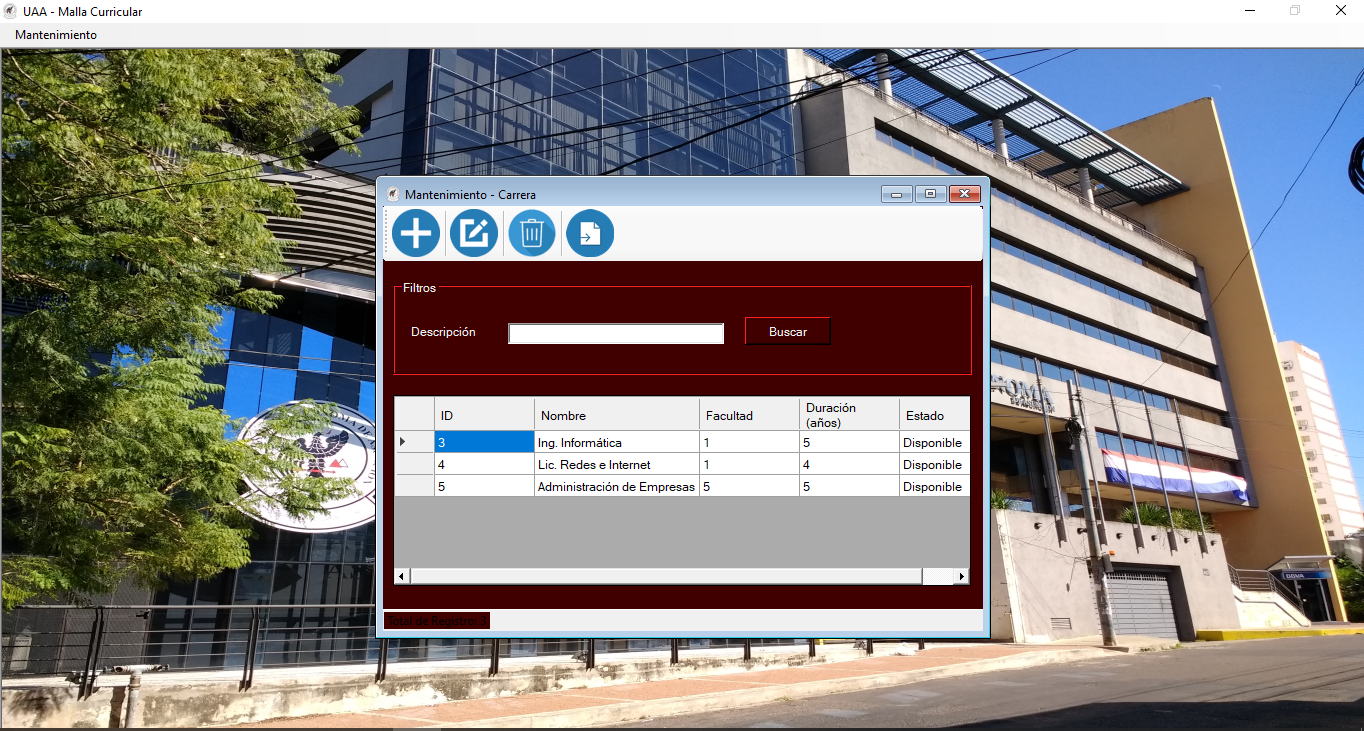 UAA - Malla Curricular
Mantenimiento
Mantenimiento - Carrera
Filtros
Descripción
Buscar
ID Nombre Facultad Duración (años) Estado
3 Ing. Informática 1 5 Disponible
4 Lic. Redes e Internet 1 4 Disponible
5 Administración de Empresas 5 5 Disponible
Total de Registro: 3
OMA
BBVA